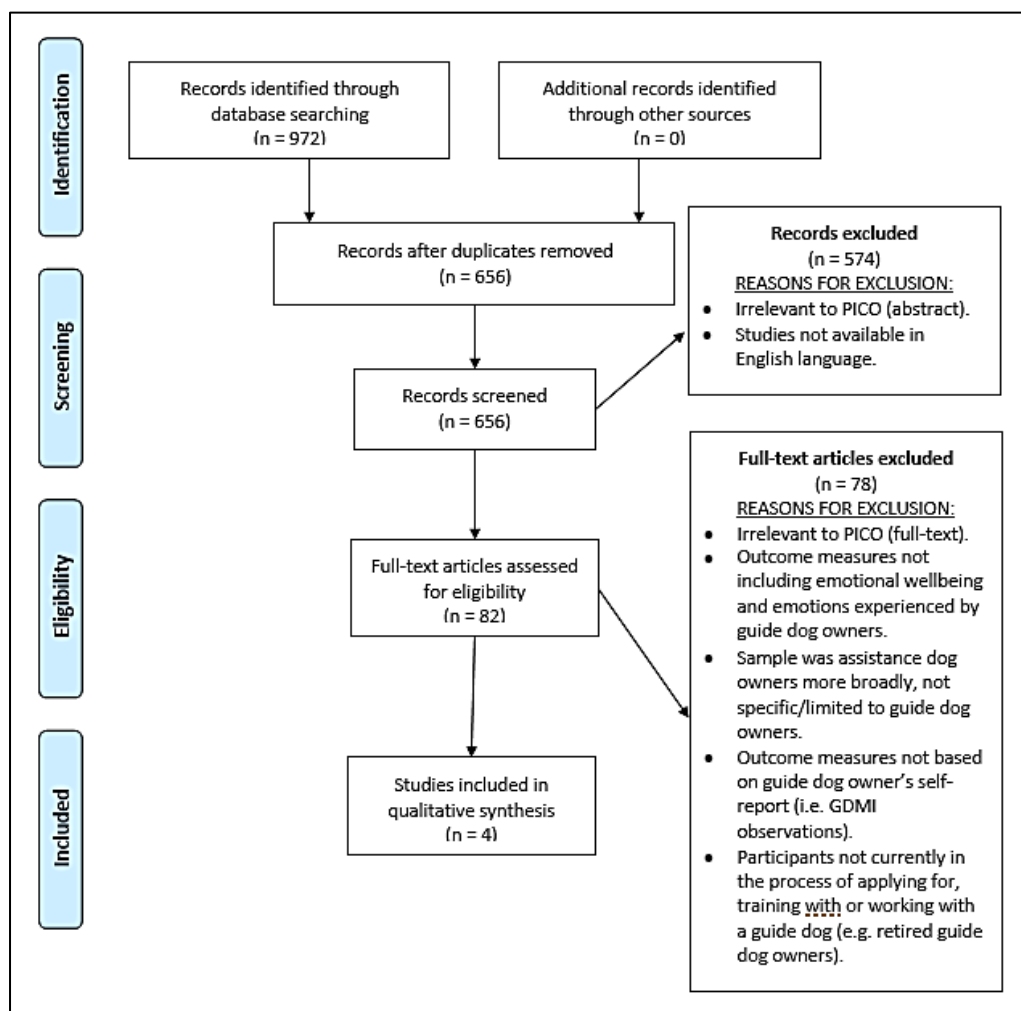 Identification
Records identified through
database searching
(n = 972)
Additional records identified
through other sources
(n = 0)
Records after duplicates removed
(n = 656)
Records excluded
(n = 574)
REASONS FOR EXCLUSION:
• Irrelevant to PICO (abstract).
• Studies not available in
English language.
Screening
Records screened
(n = 656)
Eligibility
Full-text articles assessed
for eligibility
(n = 82)
Full-text articles excluded
(n = 78)
REASONS FOR EXCLUSION:
• Irrelevant to PICO (full-text).
• Outcome measures not
including emotional wellbeing
and emotions experienced by
guide dog owners.
• Sample was assistance dog
owners more broadly, not
specific/limited to guide dog
owners.
• Outcome measures not based
on guide dog owner's self-
report (i.e. GDMI
observations).
• Participants not currently in
the process of applying for,
training with or working with
a guide dog (e.g. retired guide
dog owners).
Included
Studies included in
qualitative synthesis
(n = 4)